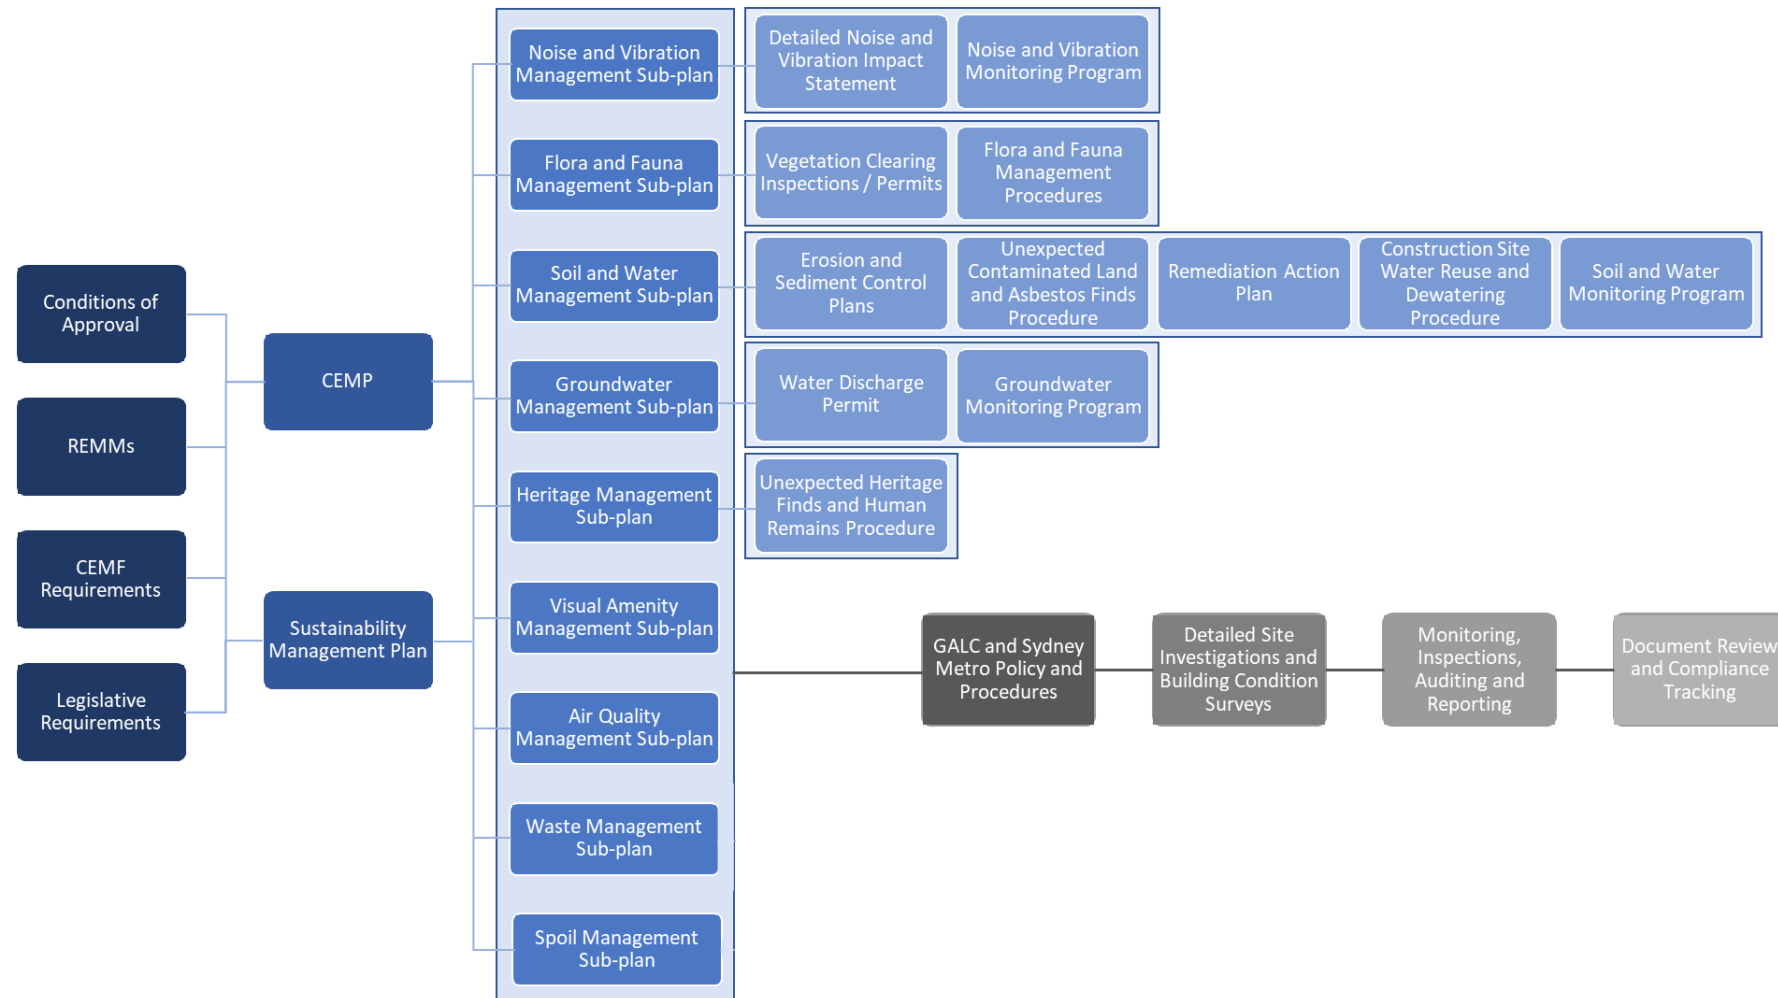 Conditions of
Approval
REMMs
CEMF
Requirements
Legislative
Requirements
CEMP
Sustainability
Management Plan
Noise and Vibration
Management Sub-plan
Flora and Fauna
Management Sub-plan
Soil and Water
Management Sub-plan
Groundwater
Management Sub-plan
Heritage Management
Sub-plan
Visual Amenity
Management Sub-plan
Air Quality
Management Sub-plan
Waste Management
Sub-plan
Spoil Management
Sub-plan
Detailed Noise and
Vibration Impact
Statement
Noise and Vibration
Monitoring Program
Vegetation Clearing
Inspections / Permits
Flora and Fauna
Management
Procedures
Erosion and
Sediment Control
Plans
Unexpected
Contaminated Land
and Asbestos Finds
Procedure
Remediation Action
Plan
Construction Site
Water Reuse and
Dewatering
Procedure
Soil and Water
Monitoring Program
Water Discharge
Permit
Groundwater
Monitoring Program
Unexpected Heritage
Finds and Human
Remains Procedure
GALC and Sydney
Metro Policy and
Procedures
Detailed Site
Investigations and
Building Condition
Surveys
Monitoring,
Inspections,
Auditing and
Reporting
Document Review
and Compliance
Tracking